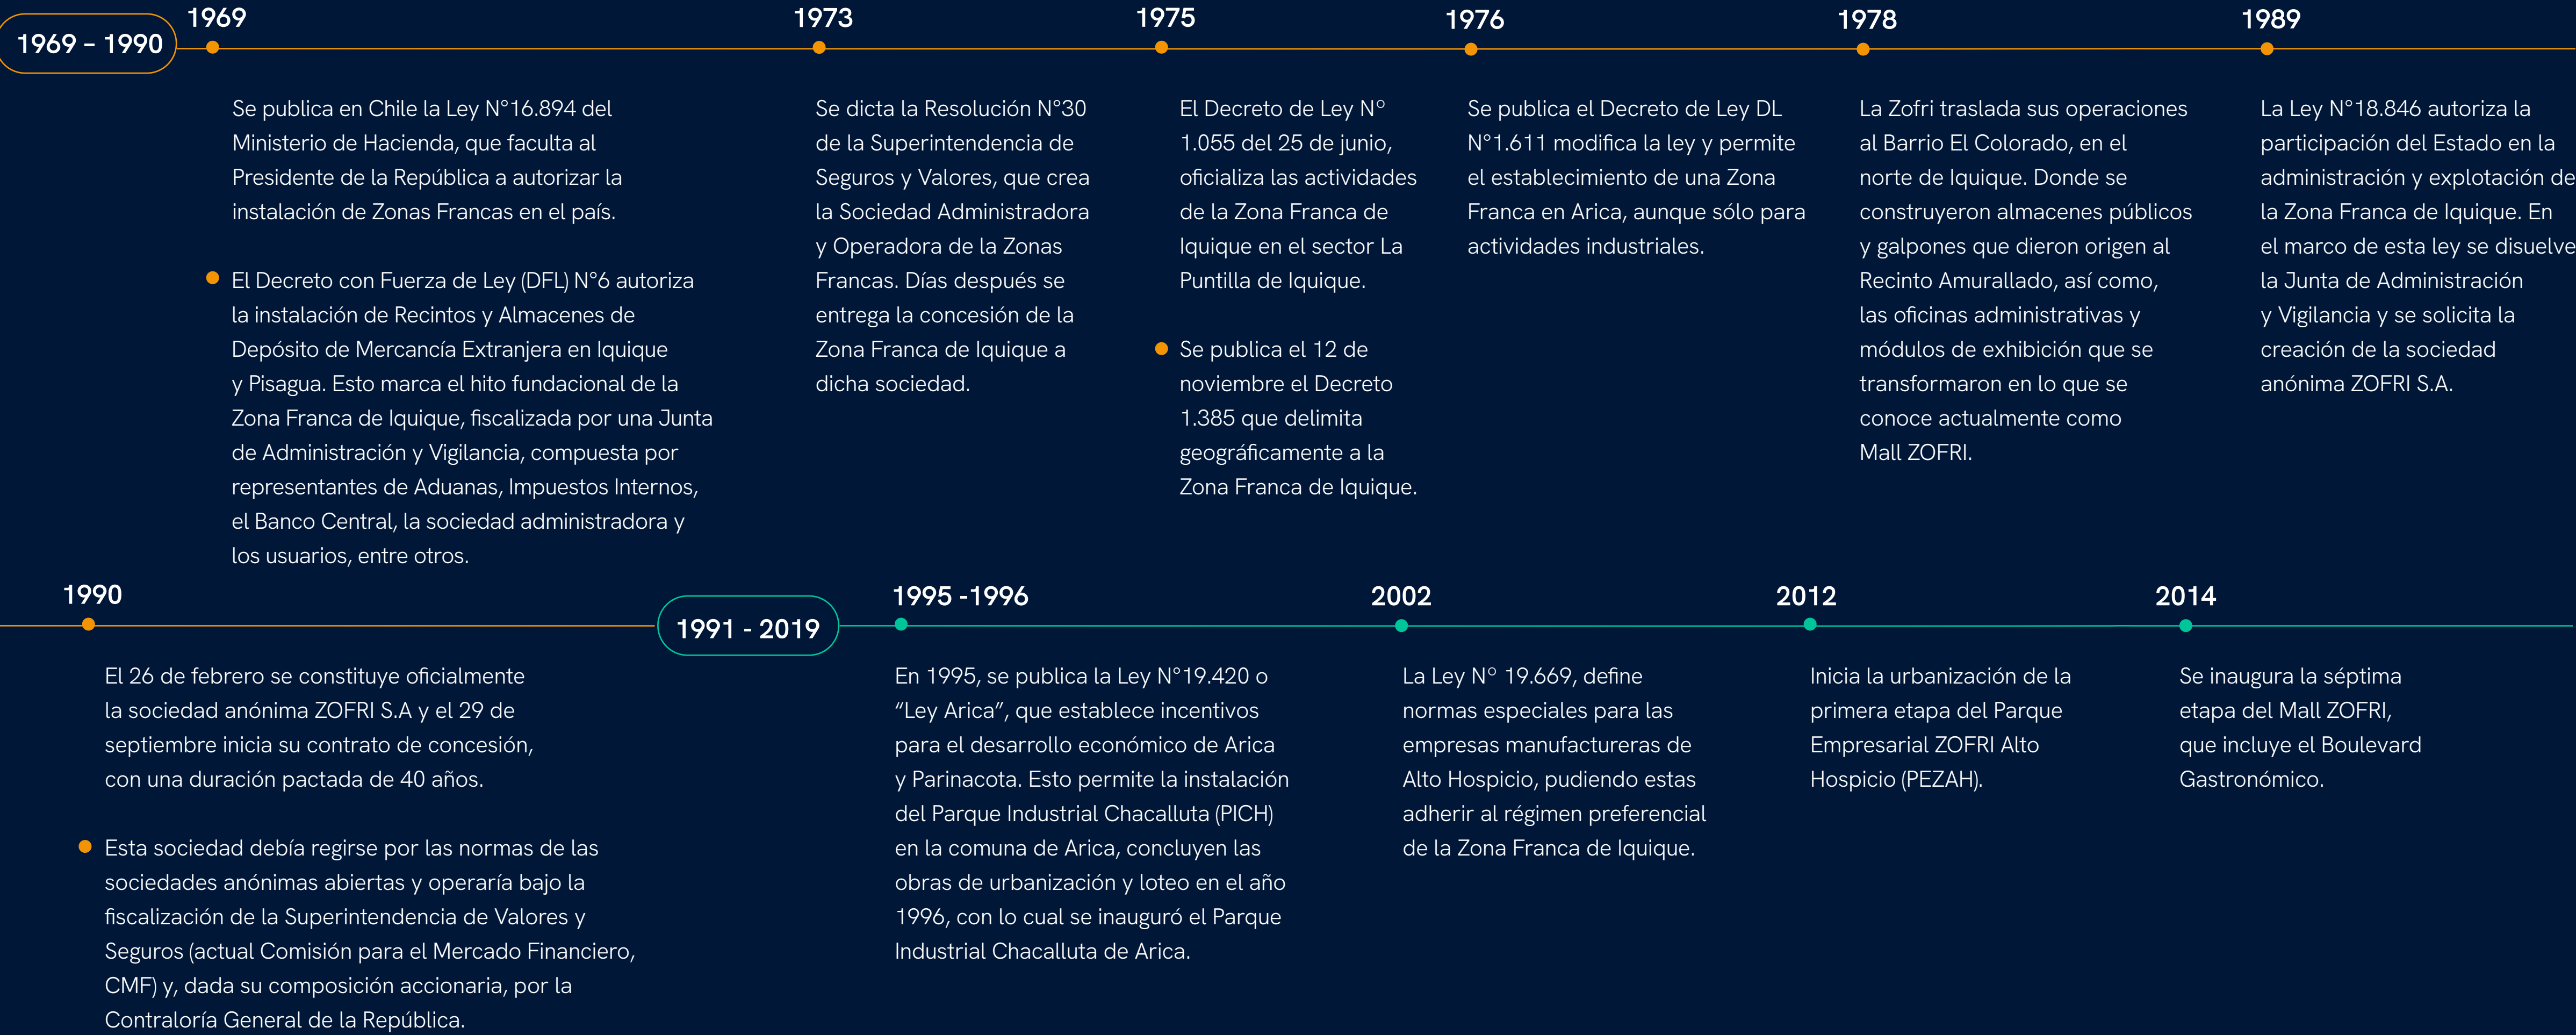 1969 – 1990
1969
Se publica en Chile la Ley N°16.894 del
Ministerio de Hacienda, que faculta al
Presidente de la República a autorizar la
instalación de Zonas Francas en el país.
El Decreto con Fuerza de Ley (DFL) N°6 autoriza
la instalación de Recintos y Almacenes de
Depósito de Mercancía Extranjera en Iquique
y Pisagua. Esto marca el hito fundacional de la
Zona Franca de Iquique, fiscalizada por una Junta
de Administración y Vigilancia, compuesta por
representantes de Aduanas, Impuestos Internos,
el Banco Central, la sociedad administradora y
los usuarios, entre otros.
1973
Se dicta la Resolución N°30
de la Superintendencia de
Seguros y Valores, que crea
la Sociedad Administradora
y Operadora de la Zonas
Francas. Días después se
entrega la concesión de la
Zona Franca de Iquique a
dicha sociedad.
1975
El Decreto de Ley Nº
1.055 del 25 de junio,
oficializa las actividades
de la Zona Franca de
Iquique en el sector La
Puntilla de Iquique.
Se publica el 12 de
noviembre el Decreto
1.385 que delimita
geográficamente a la
Zona Franca de Iquique.
1976
Se publica el Decreto de Ley DL
N°1.611 modifica la ley y permite
el establecimiento de una Zona
Franca en Arica, aunque sólo para
actividades industriales.
1978
La Zofri traslada sus operaciones
al Barrio El Colorado, en el
norte de Iquique. Donde se
construyeron almacenes públicos
y galpones que dieron origen al
Recinto Amurallado, así como,
las oficinas administrativas y
módulos de exhibición que se
transformaron en lo que se
conoce actualmente como
Mall ZOFRI.
1989
La Ley N°18.846 autoriza la
participación del Estado en la
administración y explotación de
la Zona Franca de Iquique. En
el marco de esta ley se disuelve
la Junta de Administración
y Vigilancia y se solicita la
creación de la sociedad
anónima ZOFRI S.A.
1990
El 26 de febrero se constituye oficialmente
la sociedad anónima ZOFRI S.A y el 29 de
septiembre inicia su contrato de concesión,
con una duración pactada de 40 años.
Esta sociedad debía regirse por las normas de las
sociedades anónimas abiertas y operaría bajo la
fiscalización de la Superintendencia de Valores y
Seguros (actual Comisión para el Mercado Financiero,
CMF) y, dada su composición accionaria, por la
Contraloría General de la República.
1991 - 2019
1995 -1996
En 1995, se publica la Ley N°19.420 o
“Ley Arica”, que establece incentivos
para el desarrollo económico de Arica
y Parinacota. Esto permite la instalación
del Parque Industrial Chacalluta (PICH)
en la comuna de Arica, concluyen las
obras de urbanización y loteo en el año
1996, con lo cual se inauguró el Parque
Industrial Chacalluta de Arica.
2002
La Ley Nº 19.669, define
normas especiales para las
empresas manufactureras de
Alto Hospicio, pudiendo estas
adherir al régimen preferencial
de la Zona Franca de Iquique.
2012
Inicia la urbanización de la
primera etapa del Parque
Empresarial ZOFRI Alto
Hospicio (PEZAH).
2014
Se inaugura la séptima
etapa del Mall ZOFRI,
que incluye el Boulevard
Gastronómico.